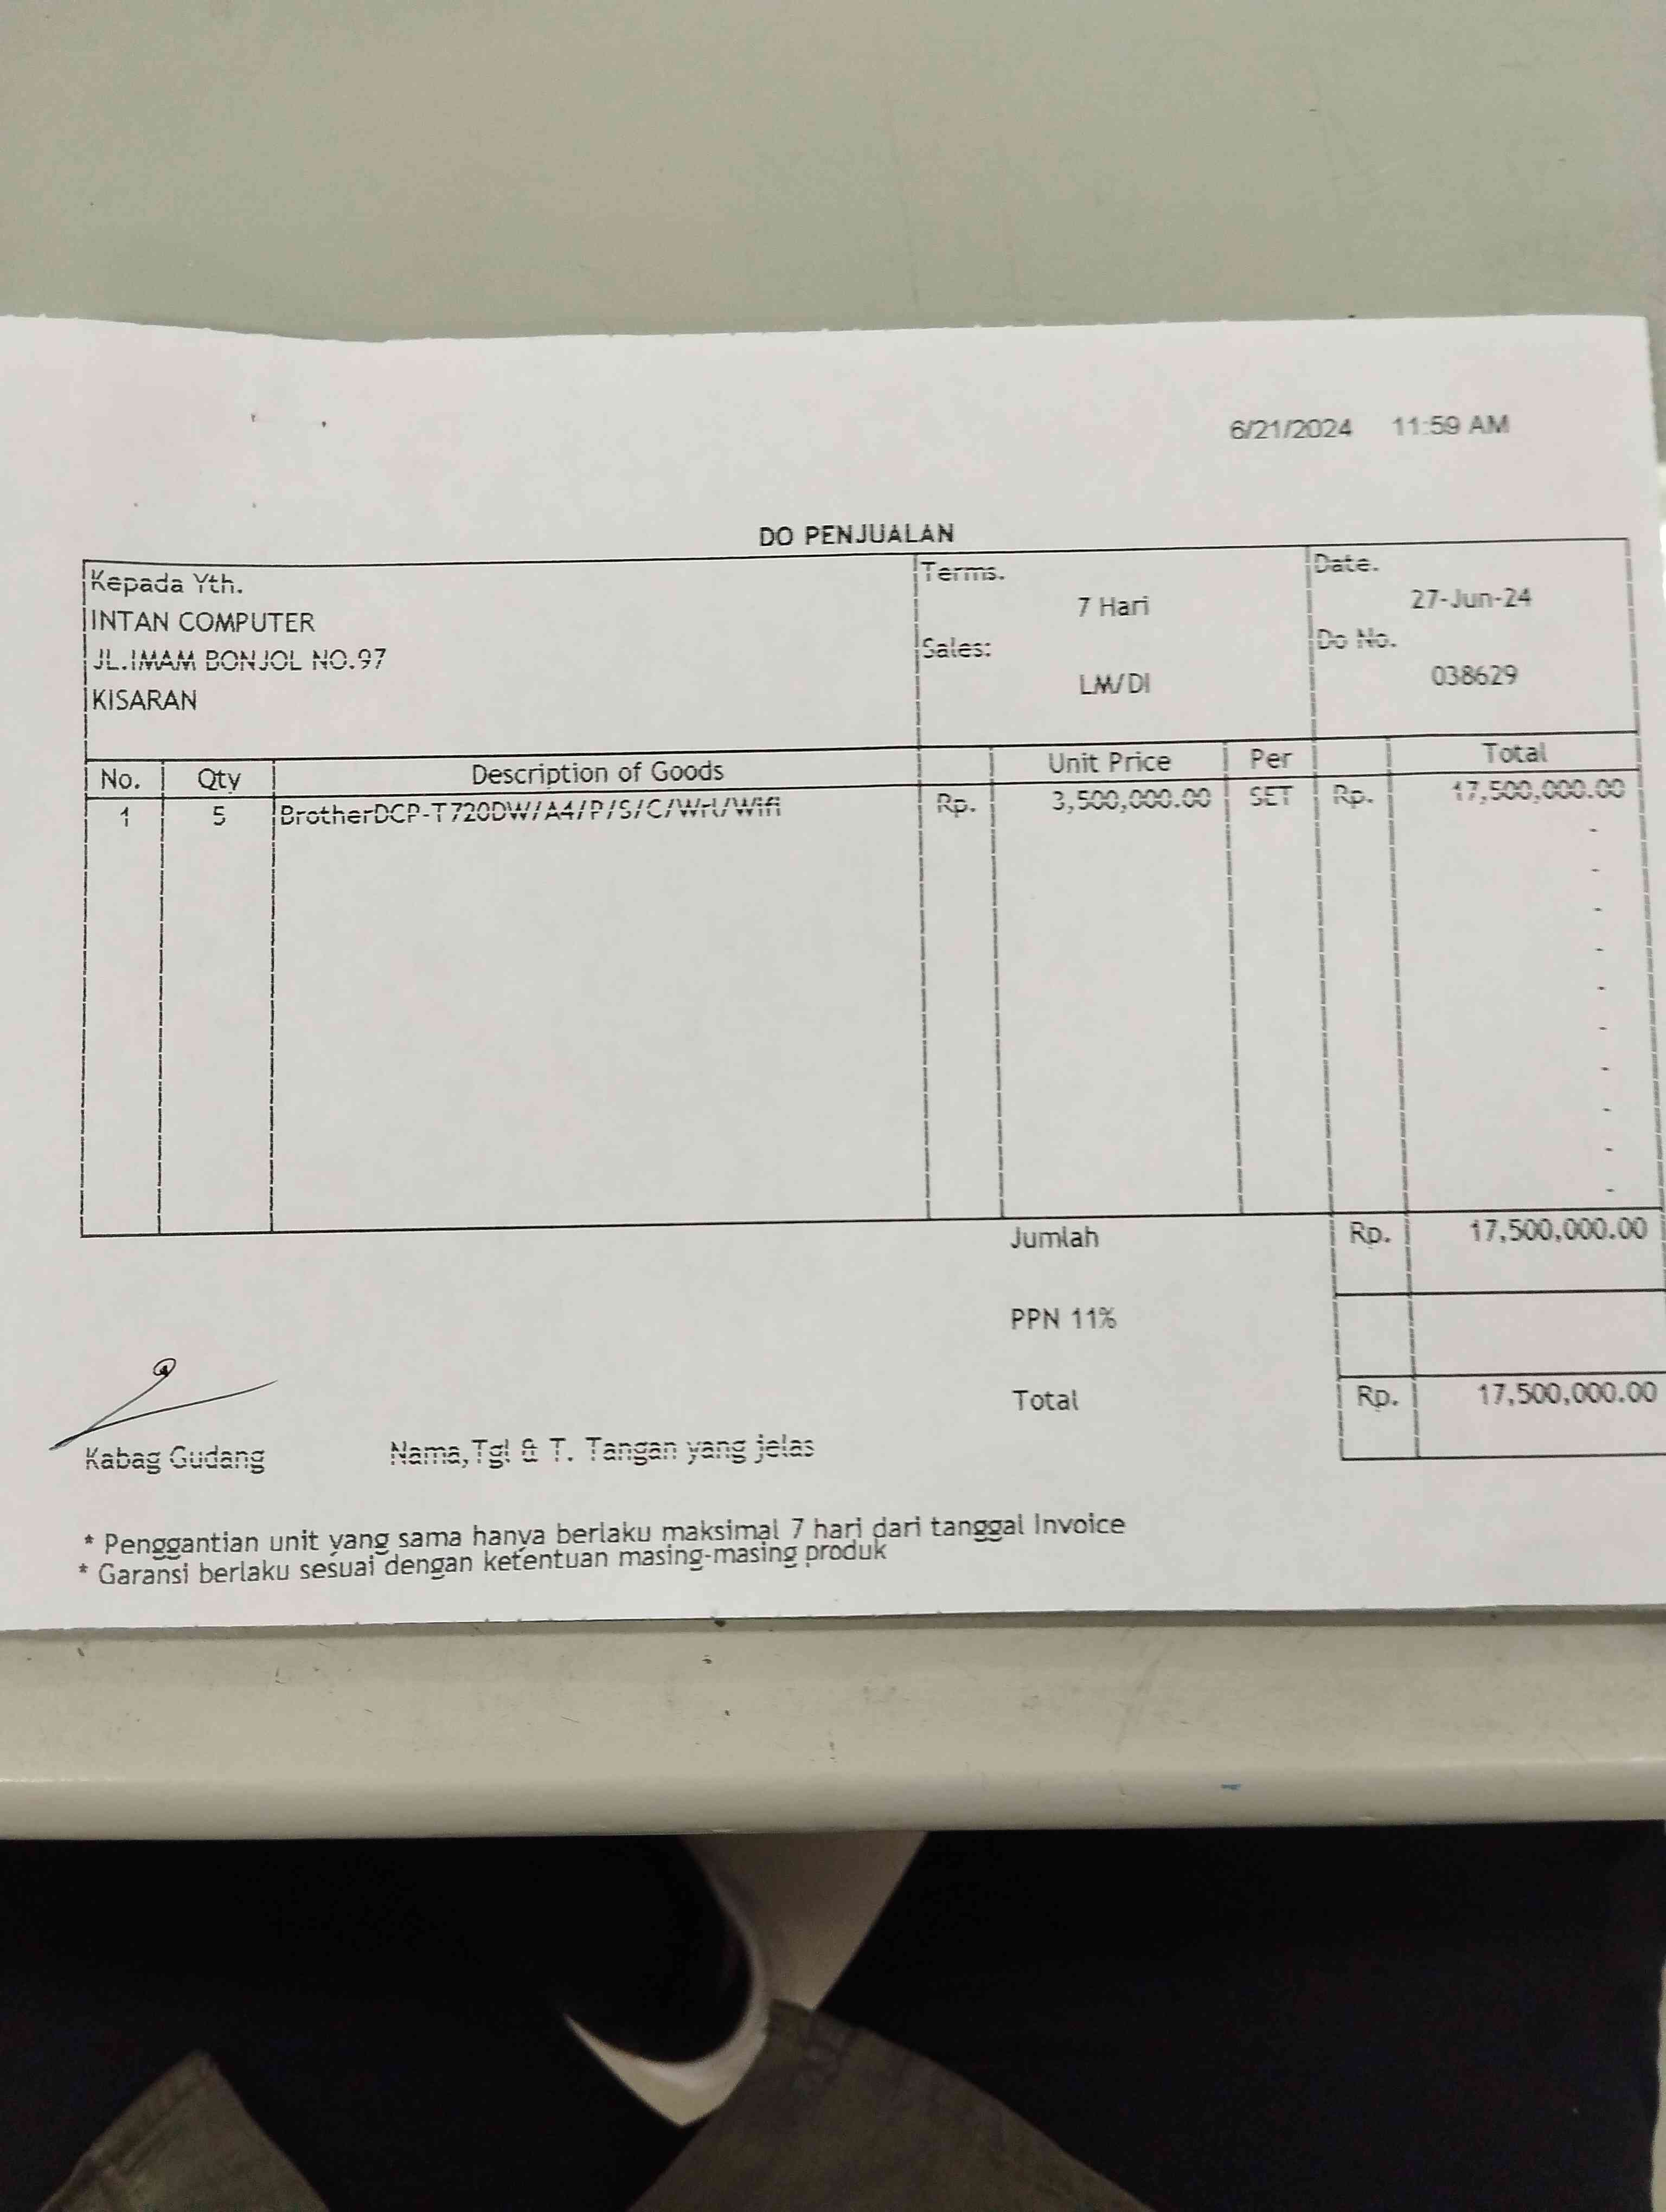 6/21/2024 11:59 AM
DO PENJUALAN
Kepada Yth.
INTAN COMPUTER
JL.IMAM BONJOL NO.97
KISARAN
Terms.
7 Hari
Sales:
LM/DI
Date.
27-Jun-24
Do No.
038629
No. Qty Description of Goods Unit Price Per Total
1 5 BrotherDCP-T720DW/A4/P/S/C/Wrl/Wifi Rp. 3,500,000.00 SET Rp. 17,500,000.00
-
-
-
-
-
-
-
-
-
-
Jumlah Rp. 17,500,000.00
PPN 11%
Total Rp. 17,500,000.00
Kabag Gudang Nama,Tgl & T. Tangan yang jelas
* Penggantian unit yang sama hanya berlaku maksimal 7 hari dari tanggal Invoice
* Garansi berlaku sesuai dengan ketentuan masing-masing produk